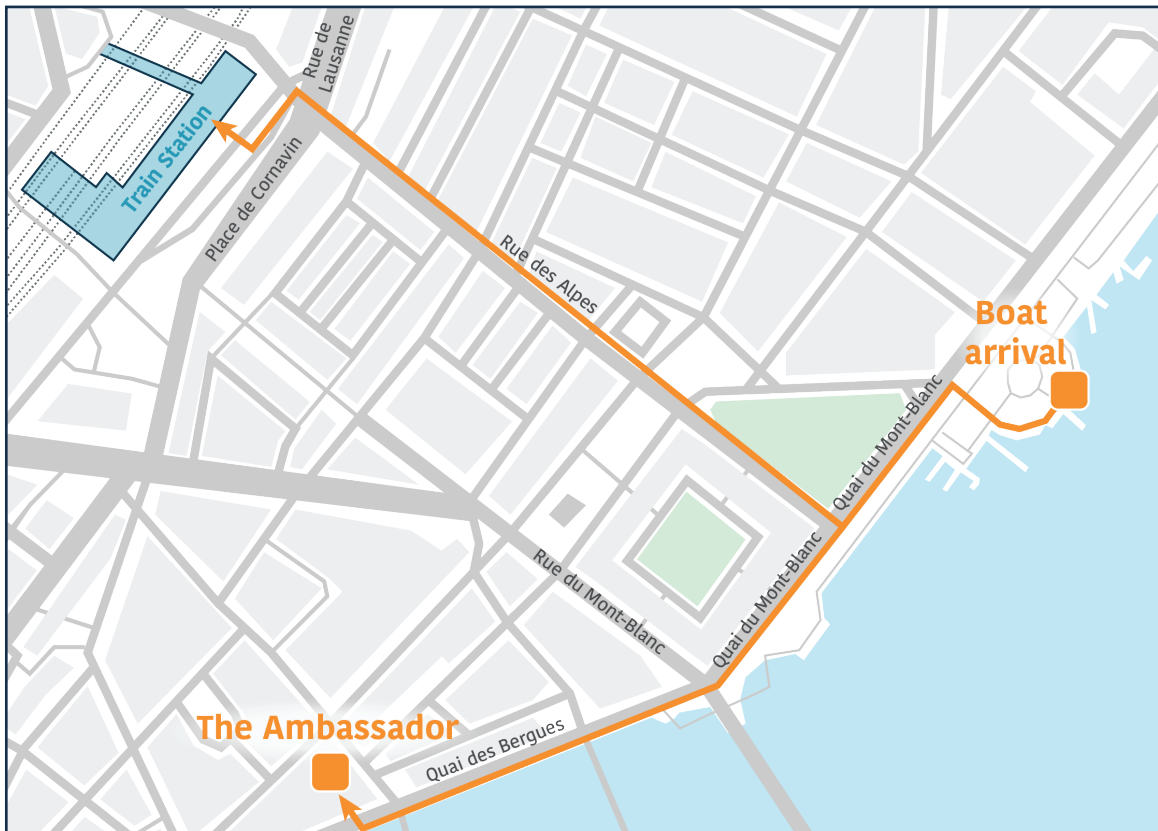 Rue de
Lausanne
Train Station
Place de Cornavin
Rue des Alpes
Boat
arrival
Quai du Mont-Blanc
Quai du Mont-Blanc
Rue du Mont-Blanc
The Ambassador
Quai des Bergues